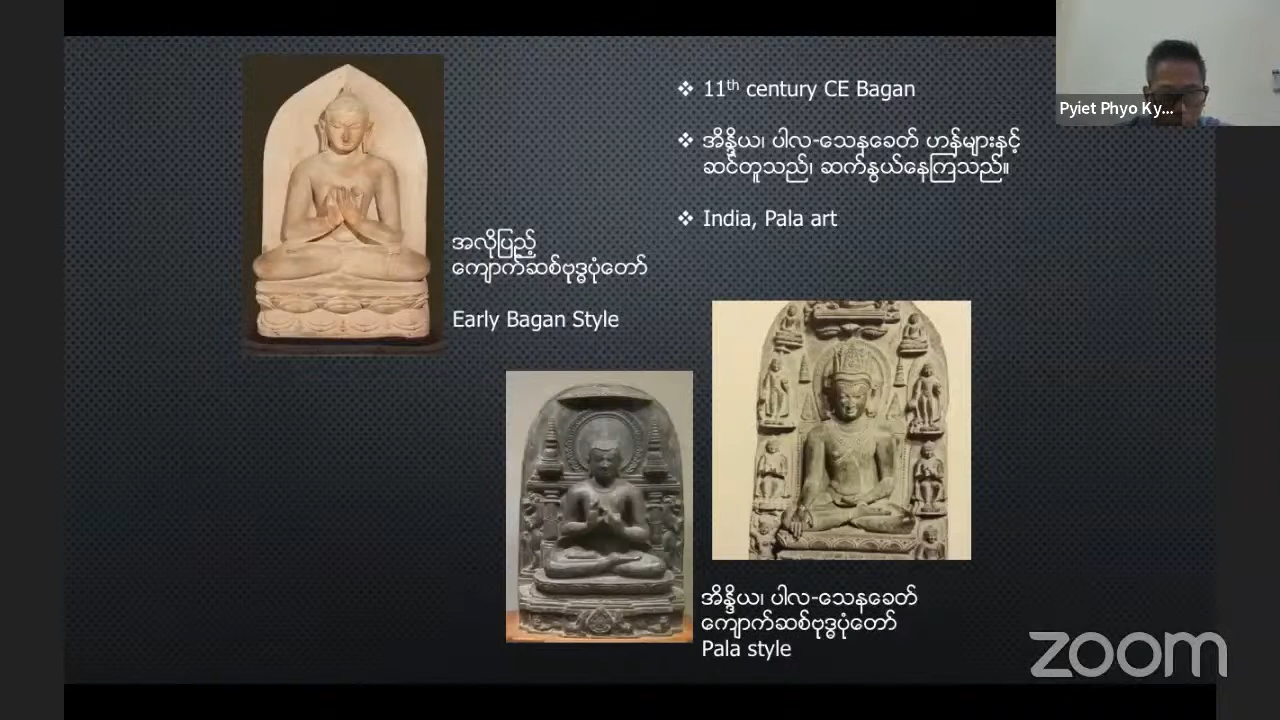 Pyiet Phyo Ky...
❖ 11th century CE Bagan
❖ အိန္ဒိယ၊ ပါလ-သေနခေတ် ဟန်များနှင့်
ဆင်တူသည်၊ ဆက်နွယ်နေကြသည်။
❖ India, Pala art
အလိုပြည့်
ကျောက်ဆစ်ဗုဒ္ဓပုံတော်
Early Bagan Style
အိန္ဒိယ၊ ပါလ-သေနခေတ်
ကျောက်ဆစ်ဗုဒ္ဓပုံတော်
Pala style
zoom